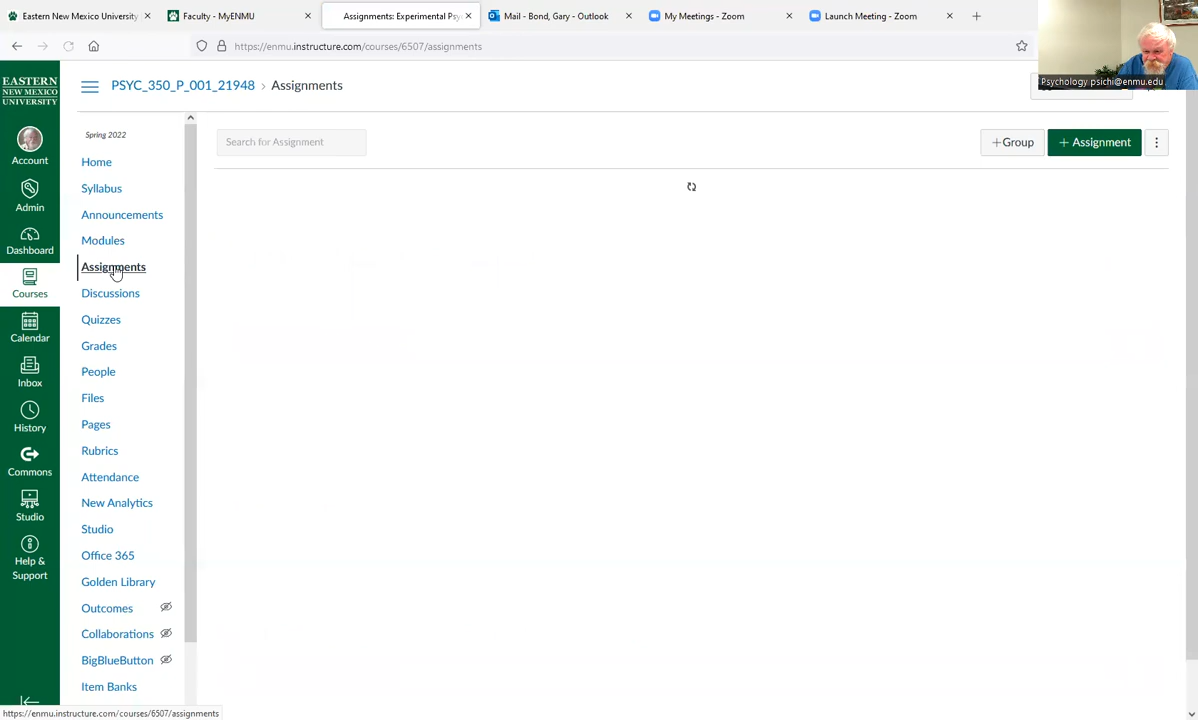 Eastern New Mexico University
Faculty - MyENMU
Assignments: Experimental Psy
Mail - Bond, Gary - Outlook
My Meetings - Zoom
Launch Meeting - Zoom
https://enmu.instructure.com/courses/6507/assignments
Psychology.psichi@enmu.edu
EASTERN
NEW MEXICO
UNIVERSITY
Account
Admin
Dashboard
Courses
Calendar
Inbox
History
Commons
Studio
Help &
Support
PSYC_350_P_001_21948 › Assignments
Spring 2022
Home
Syllabus
Announcements
Modules
Assignments
Discussions
Quizzes
Grades
People
Files
Pages
Rubrics
Attendance
New Analytics
Studio
Office 365
Golden Library
Outcomes
Collaborations
BigBlueButton
Item Banks
Search for Assignment
+Group
+ Assignment
https://enmu.instructure.com/courses/6507/assignments